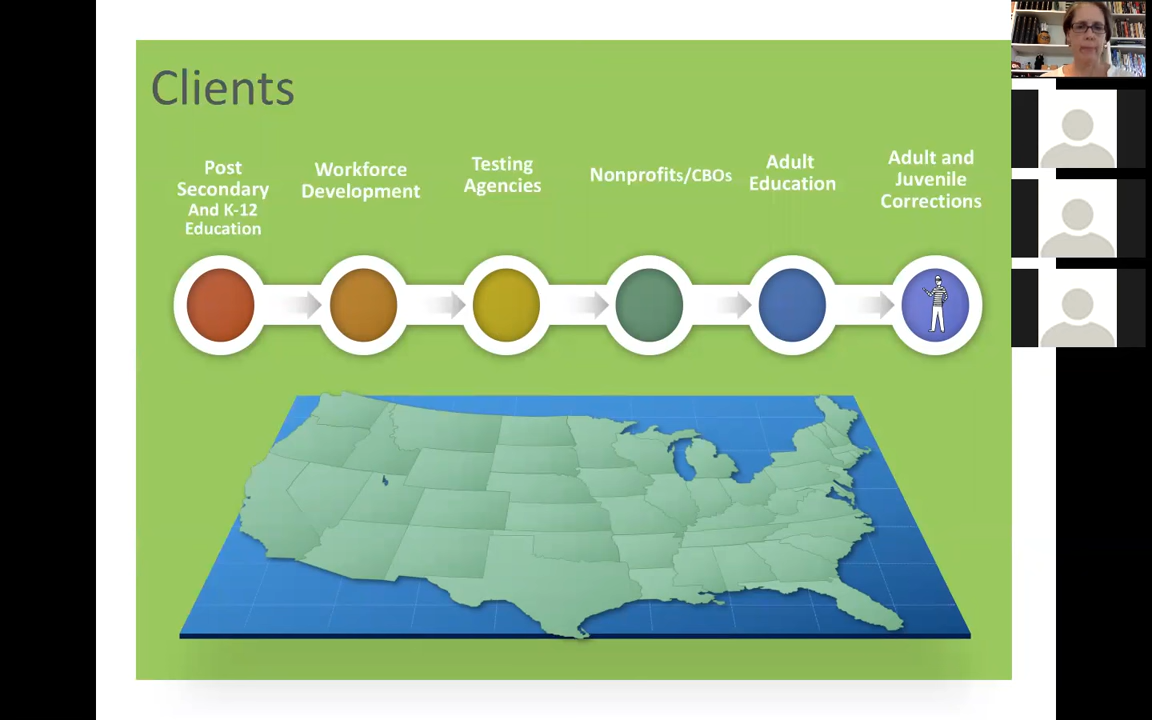 Clients
Post
Secondary
And K-12
Education
Workforce
Development
Testing
Agencies
Nonprofits/CBOs
Adult
Education
Adult and
Juvenile
Corrections